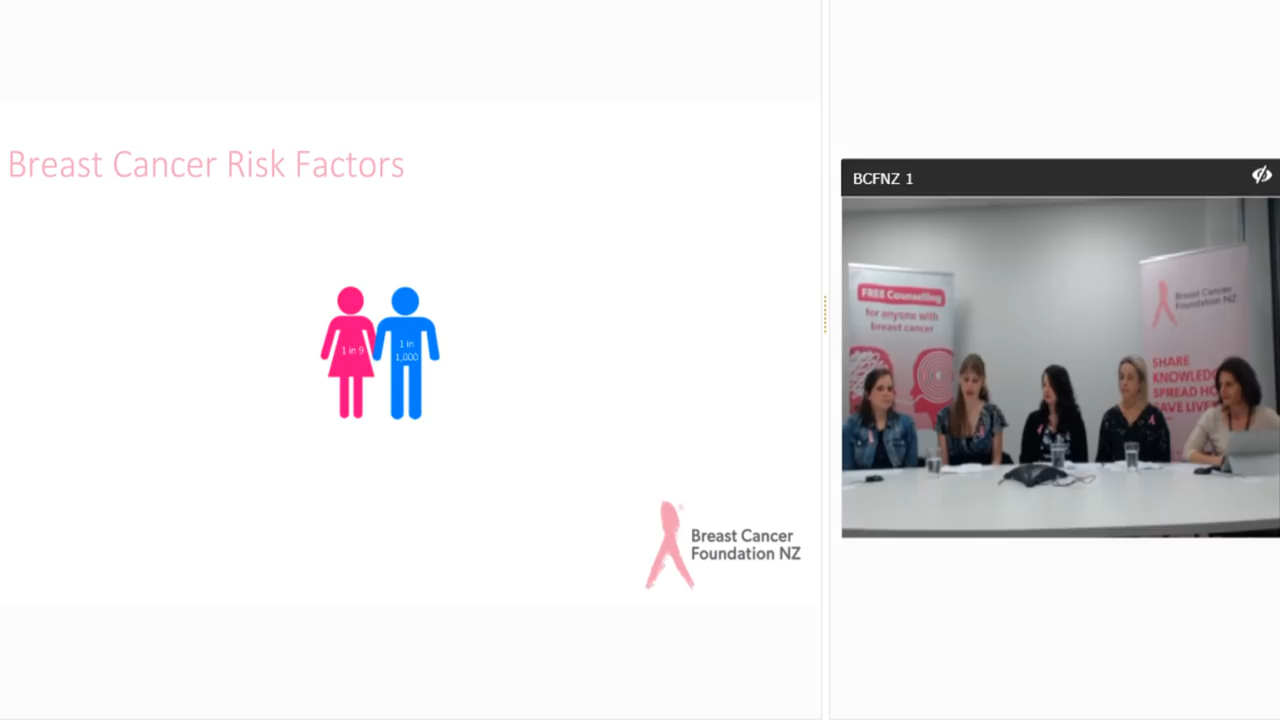 Breast Cancer Risk Factors
1 in 9
1 in
1,000
Breast Cancer
Foundation NZ
BCFNZ 1
FREE Counselling
for anyone with
breast cancer
Breast Cancer
Foundation NZ
SHARE
KNOWLEDG
SPREAD HO
SAVE LIVE